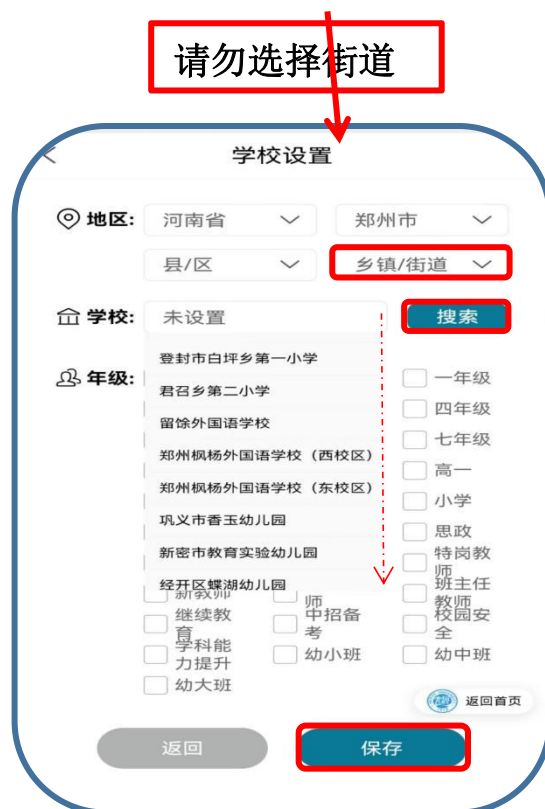 请勿选择街道
学校设置
地区: 河南省 郑州市
县/区 乡镇/街道
学校: 未设置 搜索
登封市白坪乡第一小学
年级: 一年级
君召乡第二小学
四年级
留馀外国语学校
七年级
郑州枫杨外国语学校（西校区）
高一
郑州枫杨外国语学校（东校区）
小学
巩义市香玉幼儿园
思政
新密市教育实验幼儿园
特岗教
师
经开区蝶湖幼儿园
班主任
新教师 师 教师
继续教 中招备 校园安
育 考 全
学科能
力提升 幼小班 幼中班
幼大班
返回首页
返回 保存